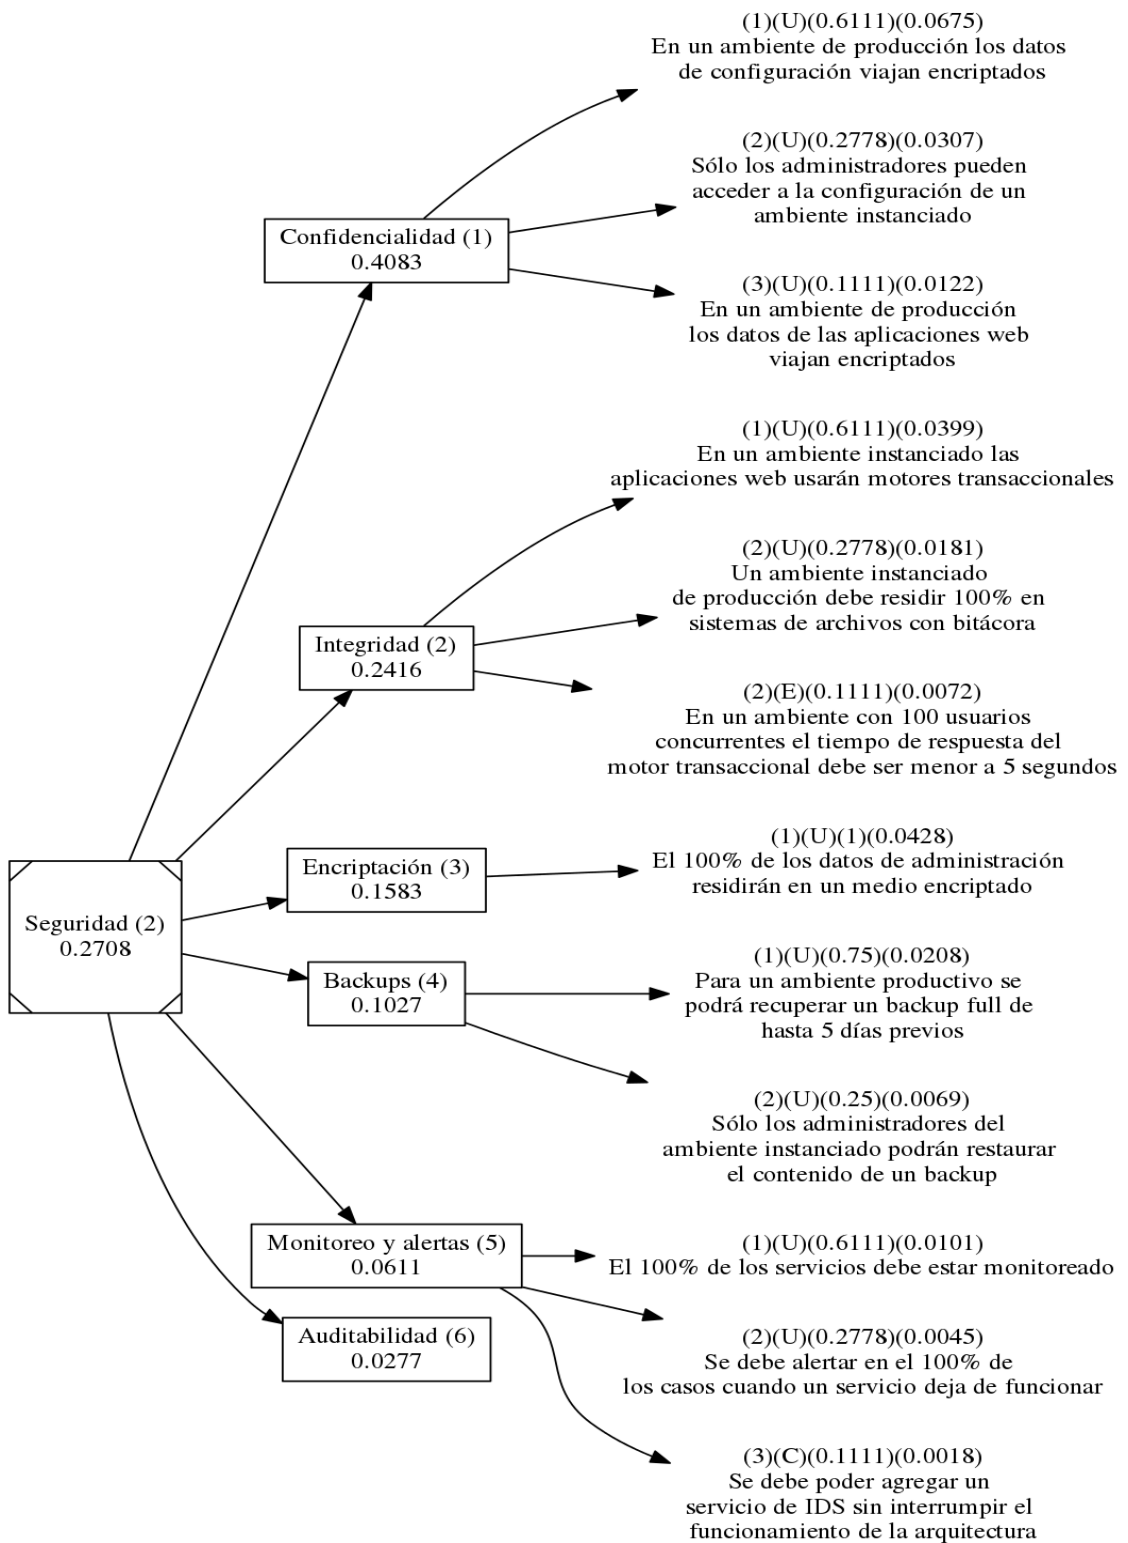 (1)(U)(0.6111)(0.0675)
En un ambiente de producción los datos
de configuración viajan encriptados
(2)(U)(0.2778)(0.0307)
Sólo los administradores pueden
acceder a la configuración de un
ambiente instanciado
Confidencialidad (1)
0.4083
(3)(U)(0.1111)(0.0122)
En un ambiente de producción
los datos de las aplicaciones web
viajan encriptados
(1)(U)(0.6111)(0.0399)
En un ambiente instanciado las
aplicaciones web usarán motores transaccionales
(2)(U)(0.2778)(0.0181)
Un ambiente instanciado
de producción debe residir 100% en
sistemas de archivos con bitácora
Integridad (2)
0.2416
(2)(E)(0.1111)(0.0072)
En un ambiente con 100 usuarios
concurrentes el tiempo de respuesta del
motor transaccional debe ser menor a 5 segundos
(1)(U)(1)(0.0428)
El 100% de los datos de administración
residirán en un medio encriptado
Encriptación (3)
0.1583
Seguridad (2)
0.2708
(1)(U)(0.75)(0.0208)
Para un ambiente productivo se
podrá recuperar un backup full de
hasta 5 días previos
Backups (4)
0.1027
(2)(U)(0.25)(0.0069)
Sólo los administradores del
ambiente instanciado podrán restaurar
el contenido de un backup
Monitoreo y alertas (5)
0.0611
(1)(U)(0.6111)(0.0101)
El 100% de los servicios debe estar monitoreado
Auditabilidad (6)
0.0277
(2)(U)(0.2778)(0.0045)
Se debe alertar en el 100% de
los casos cuando un servicio deja de funcionar
(3)(C)(0.1111)(0.0018)
Se debe poder agregar un
servicio de IDS sin interrumpir el
funcionamiento de la arquitectura